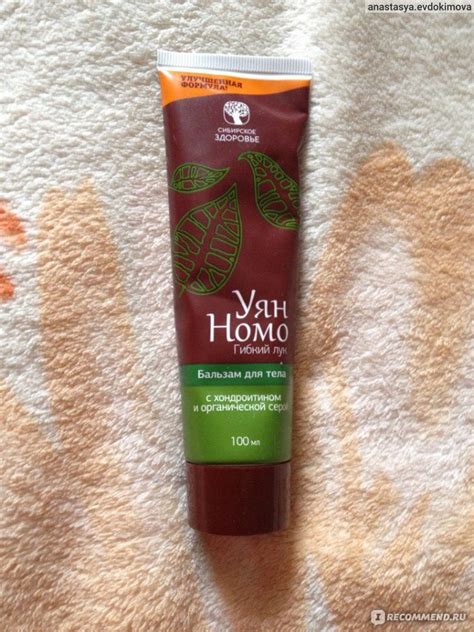 anastasya.evdokimova
УЛУЧШЕННАЯ
ФОРМУЛА!
СИБИРСКОЕ
ЗДОРОВЬЕ
Уян
Номо
Гибкий лук
Бальзам для тела
с хондроитином
и органической серой
100 мл
IRECOMMEND.RU